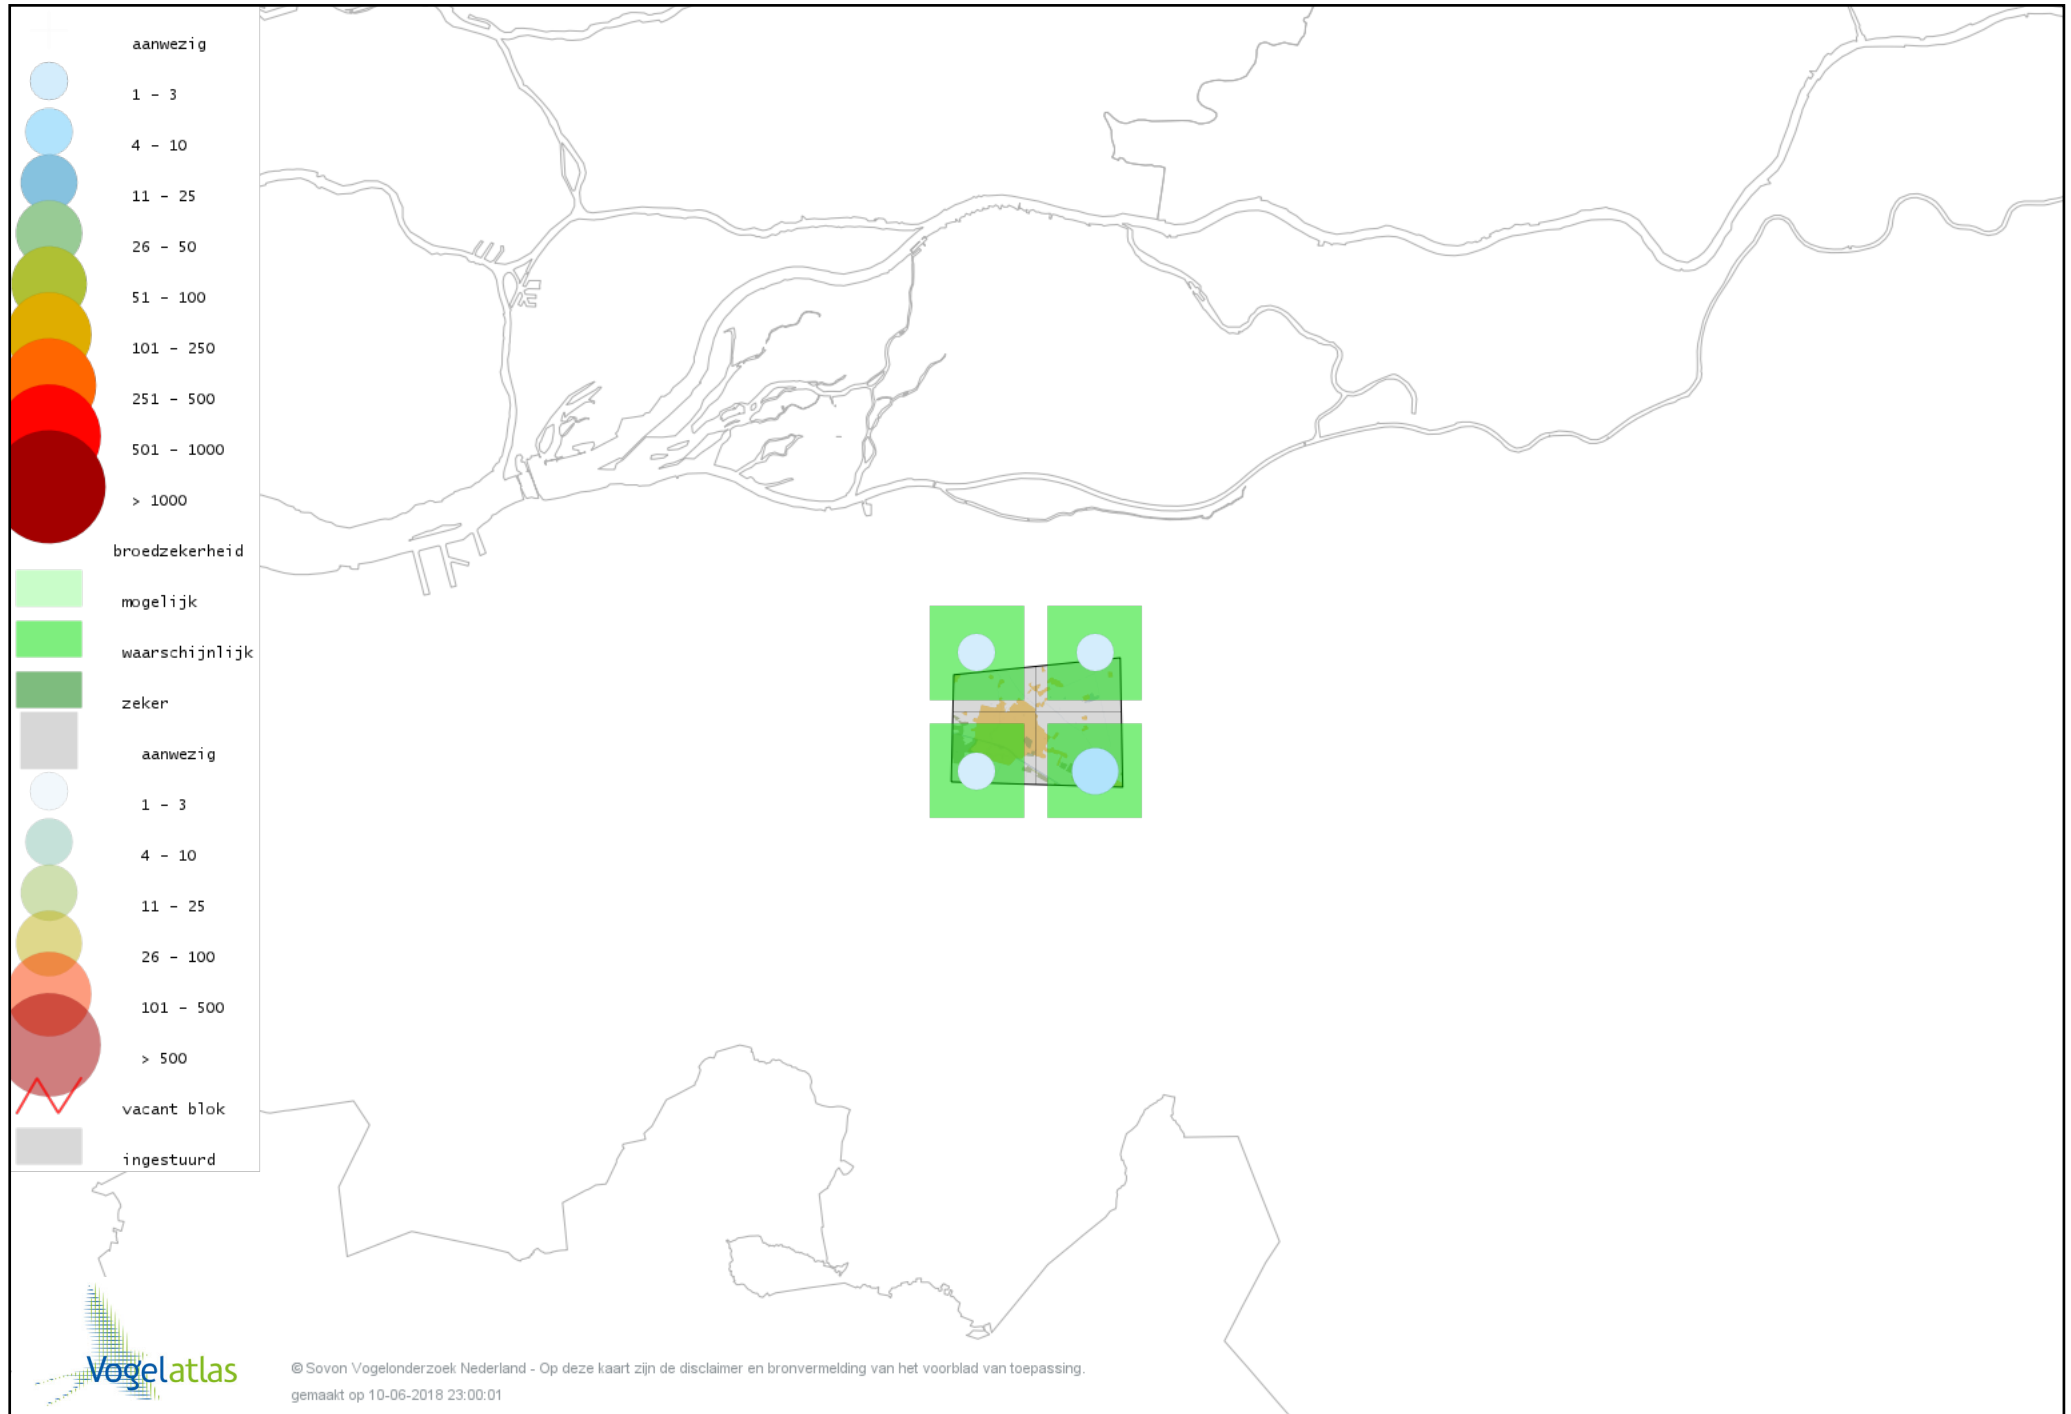 aanwezig
1 - 3
4 - 10
11 - 25
26 - 50
51 - 100
101 - 250
251 - 500
501 - 1000
> 1000
broedzekerheid
mogelijk
waarschijnlijk
zeker
aanwezig
1 - 3
4 - 10
11 - 25
26 - 100
101 - 500
> 500
vacant blok
ingestuurd
Vogelatlas
© Sovon Vogelonderzoek Nederland - Op deze kaart zijn de disclaimer en bronvermelding van het voorblad van toepassing.
gemaakt op 10-06-2018 23:00:01